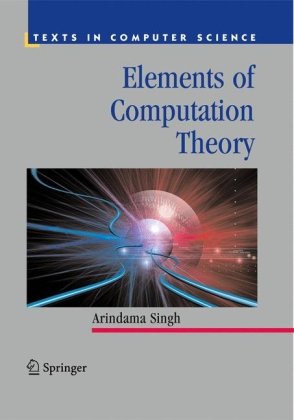 TEXTS IN COMPUTER SCIENCE
Elements of
Computation
Theory
Arindama Singh
Springer